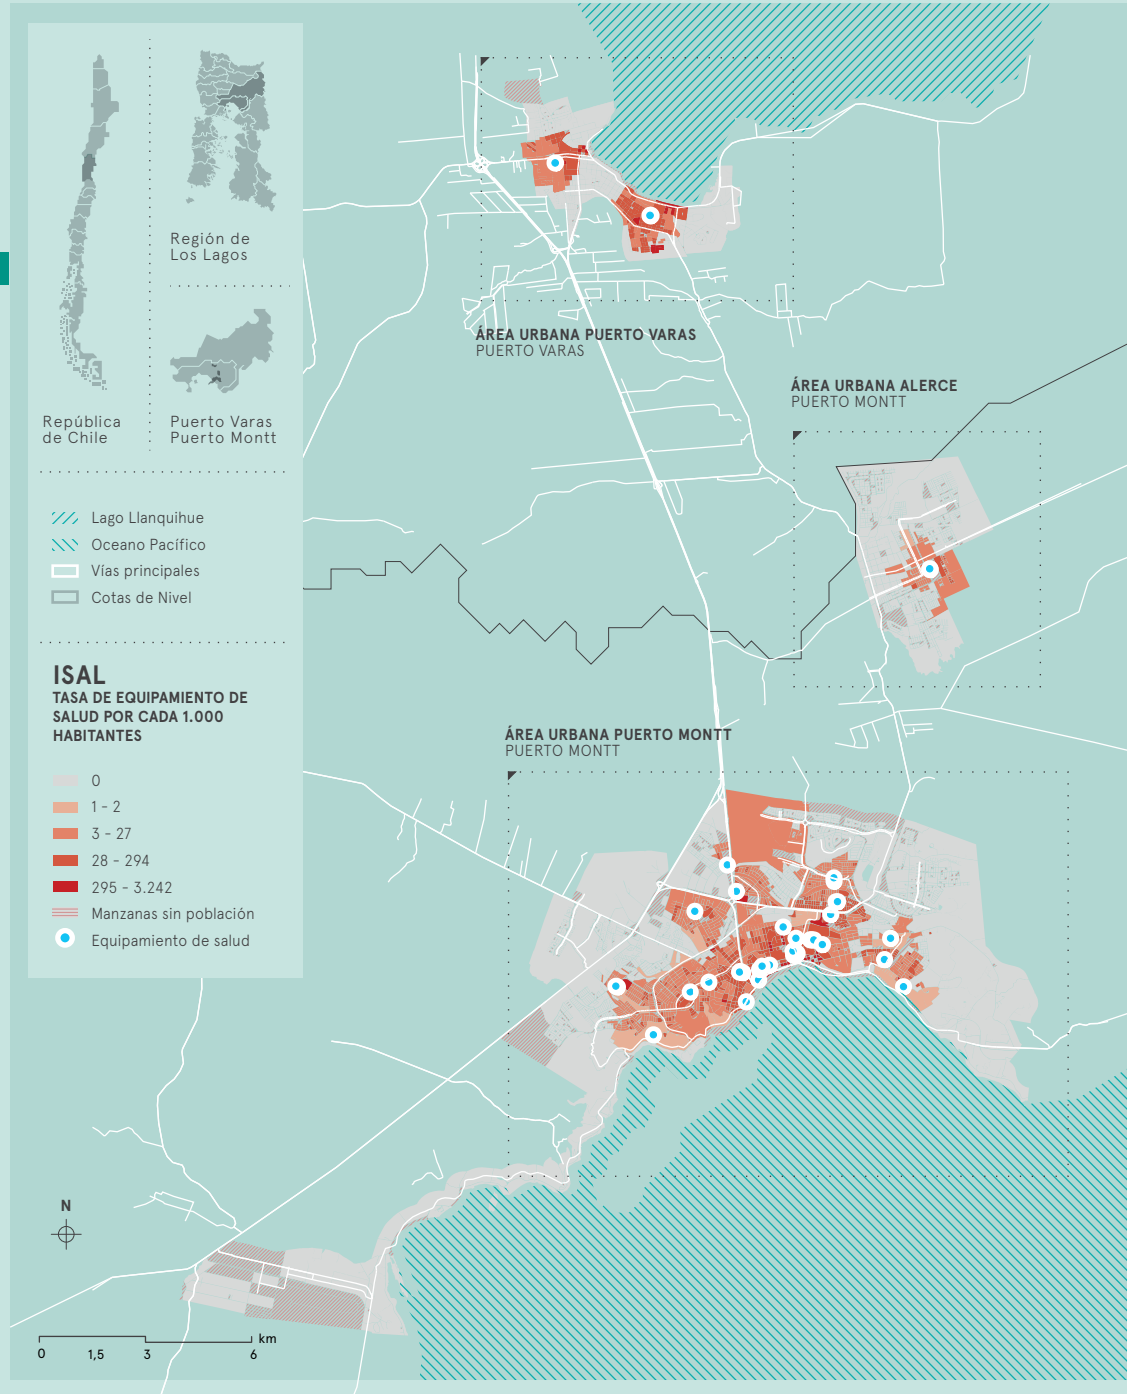 Región de
Los Lagos
República
de Chile
Puerto Varas
Puerto Montt
Lago Llanquihue
Oceano Pacífico
Vías principales
Cotas de Nivel
ISAL
TASA DE EQUIPAMIENTO DE
SALUD POR CADA 1.000
HABITANTES
0
1 - 2
3 - 27
28 - 294
295 - 3.242
Manzanas sin población
Equipamiento de salud
ÁREA URBANA PUERTO VARAS
PUERTO VARAS
ÁREA URBANA ALERCE
PUERTO MONTT
ÁREA URBANA PUERTO MONTT
PUERTO MONTT
N
km
0 1,5 3 6